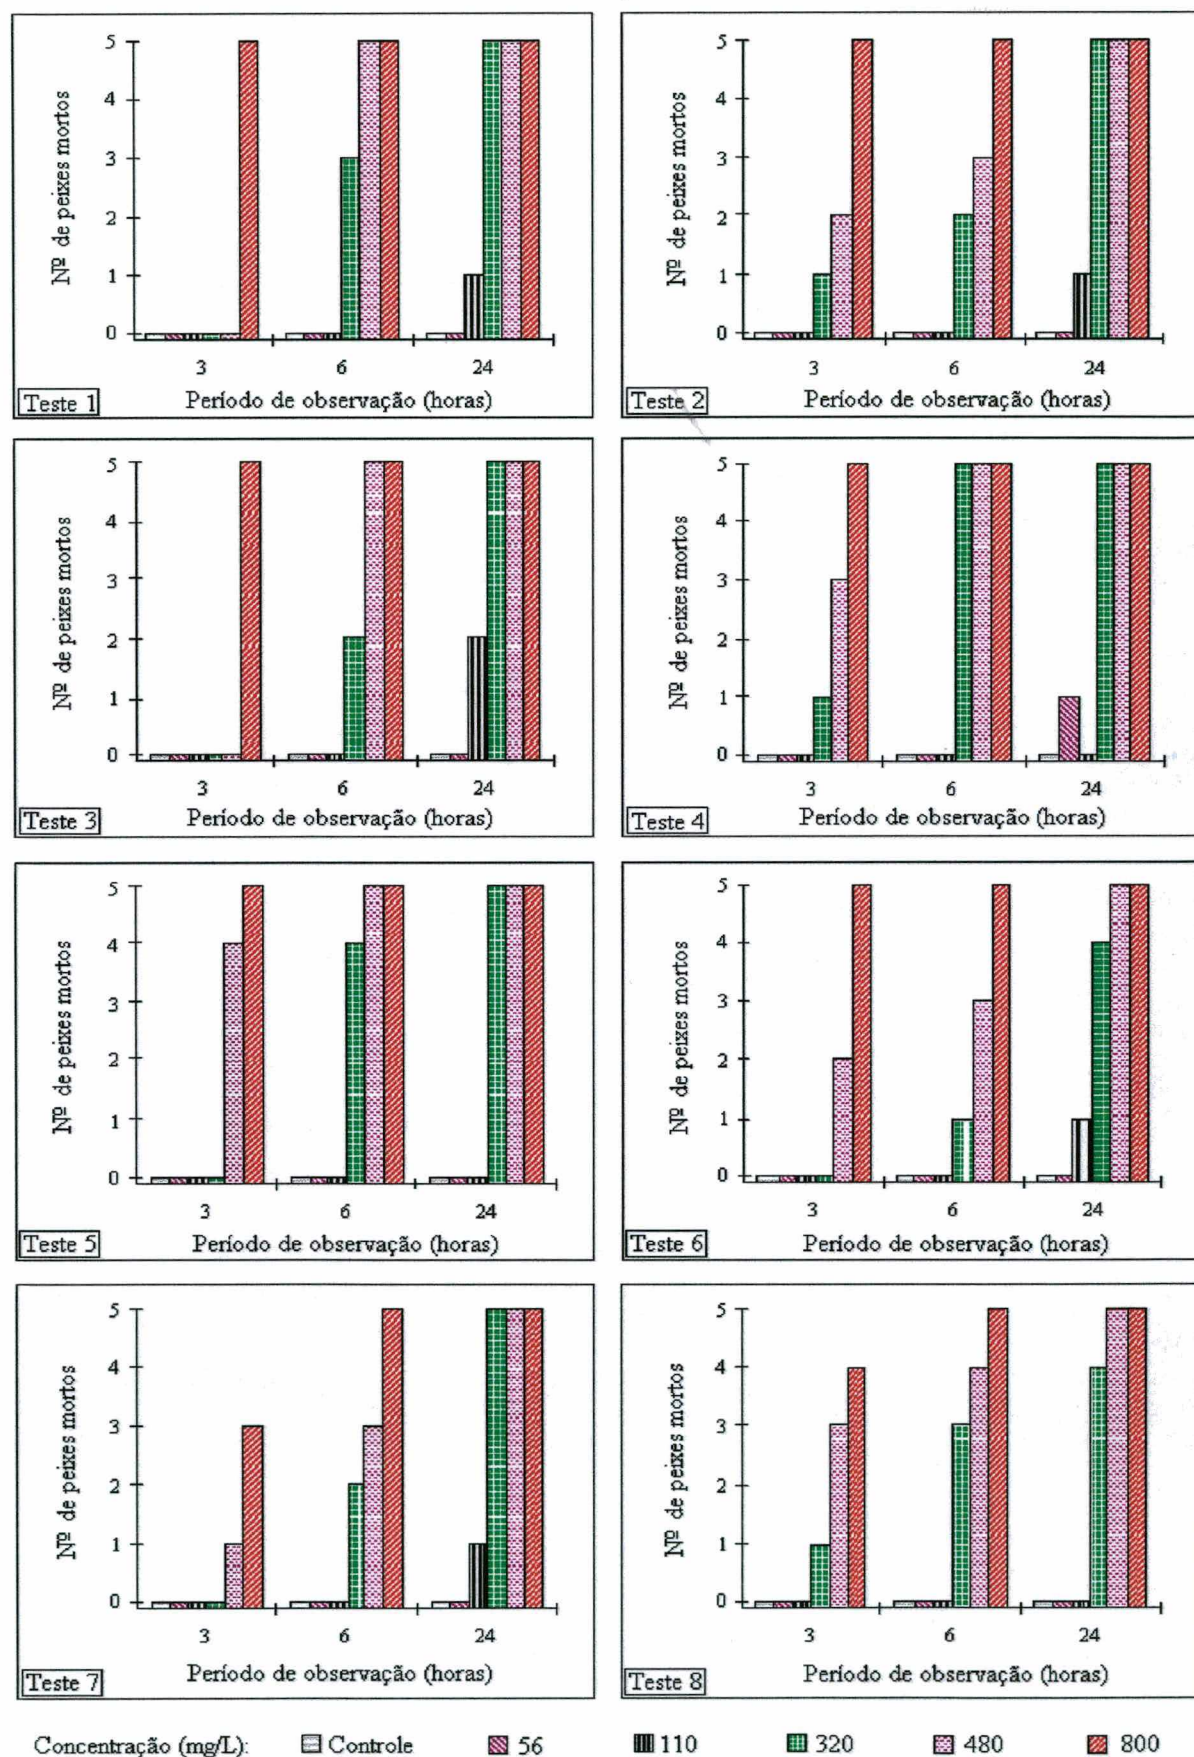 Nº de peixes mortos
5
4
3
2
1
0
3 6 24
Teste 1 Período de observação (horas)
Nº de peixes mortos
5
4
3
2
1
0
3 6 24
Teste 2 Período de observação (horas)
Nº de peixes mortos
5
4
3
2
1
0
3 6 24
Teste 3 Período de observação (horas)
Nº de peixes mortos
5
4
3
2
1
0
3 6 24
Teste 4 Período de observação (horas)
Nº de peixes mortos
5
4
3
2
1
0
3 6 24
Teste 5 Período de observação (horas)
Nº de peixes mortos
5
4
3
2
1
0
3 6 24
Teste 6 Período de observação (horas)
Nº de peixes mortos
5
4
3
2
1
0
3 6 24
Teste 7 Período de observação (horas)
Nº de peixes mortos
5
4
3
2
1
0
3 6 24
Teste 8 Período de observação (horas)
Concentração (mg/L): Controle 56 110 320 480 800